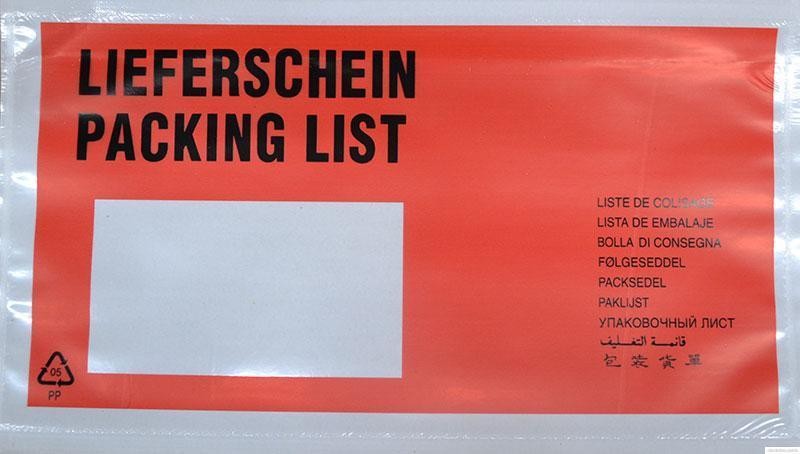 LIEFERSCHEIN
PACKING LIST
LISTE DE COLISAGE
LISTA DE EMBALAJE
BOLLA DI CONSEGNA
FØLGESEDDEL
PACKSEDEL
PAKLIJST
УПАКОВОЧНЫЙ ЛИСТ
قائمة التغليف
包装貨單
05
PP